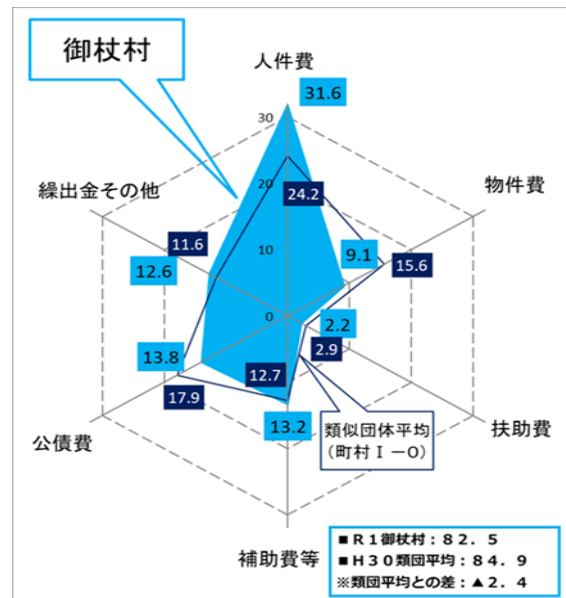 御杖村
人件費
31.6
30
繰出金その他
物件費
20
24.2
11.6
9.1
15.6
12.6
10
0
2.2
13.8
2.9
12.7
17.9
13.2
類似団体平均
(町村Ⅰ－0)
公債費
扶助費
補助費等
■R1御杖村:82.5
■H30類団平均:84.9
※類団平均との差:▲2.4